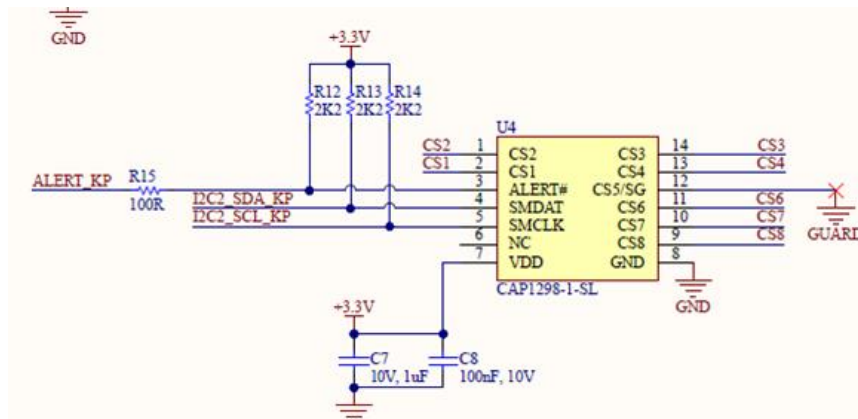 GND
+3.3V
R12
2K2
R13
2K2
R14
2K2
U4
CS2
1
CS2
CS3
14
CS3
CS1
2
CS1
CS4
13
CS4
ALERT_KP
R15
100R
3
ALERT#
CS5/SG
12
I2C2_SDA_KP
4
SMDAT
CS6
11
CS6
I2C2_SCL_KP
5
SMCLK
CS7
10
CS7
6
NC
CS8
9
CS8
7
VDD
GND
8
GUARD
CAP1298-1-SL
GND
+3.3V
C7
10V, 1uF
C8
100nF, 10V